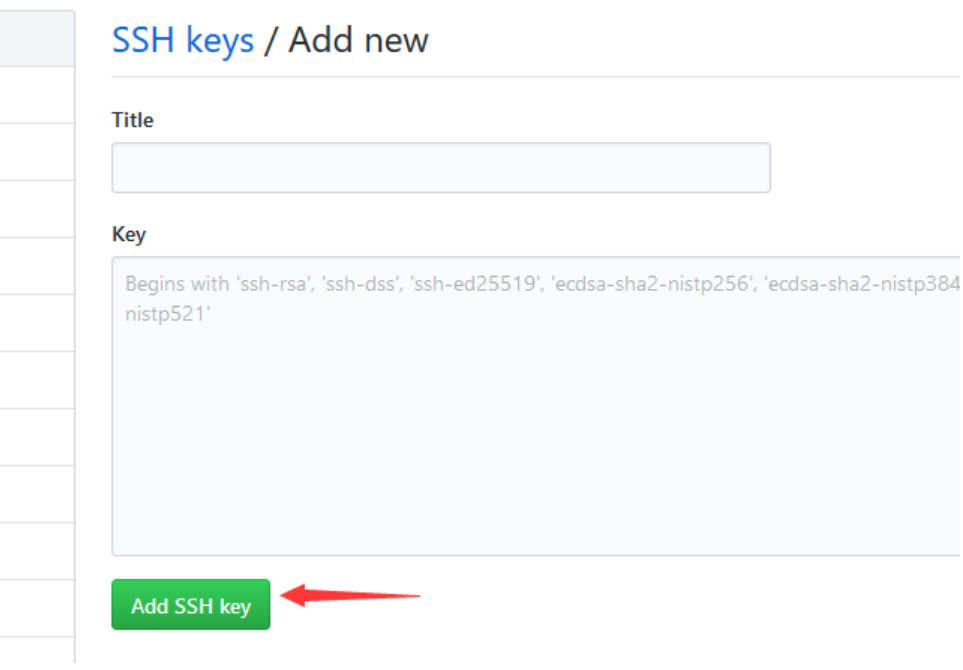 SSH keys / Add new
Title
Key
Begins with 'ssh-rsa', 'ssh-dss', 'ssh-ed25519', 'ecdsa-sha2-nistp256', 'ecdsa-sha2-nistp384
nistp521'
Add SSH key